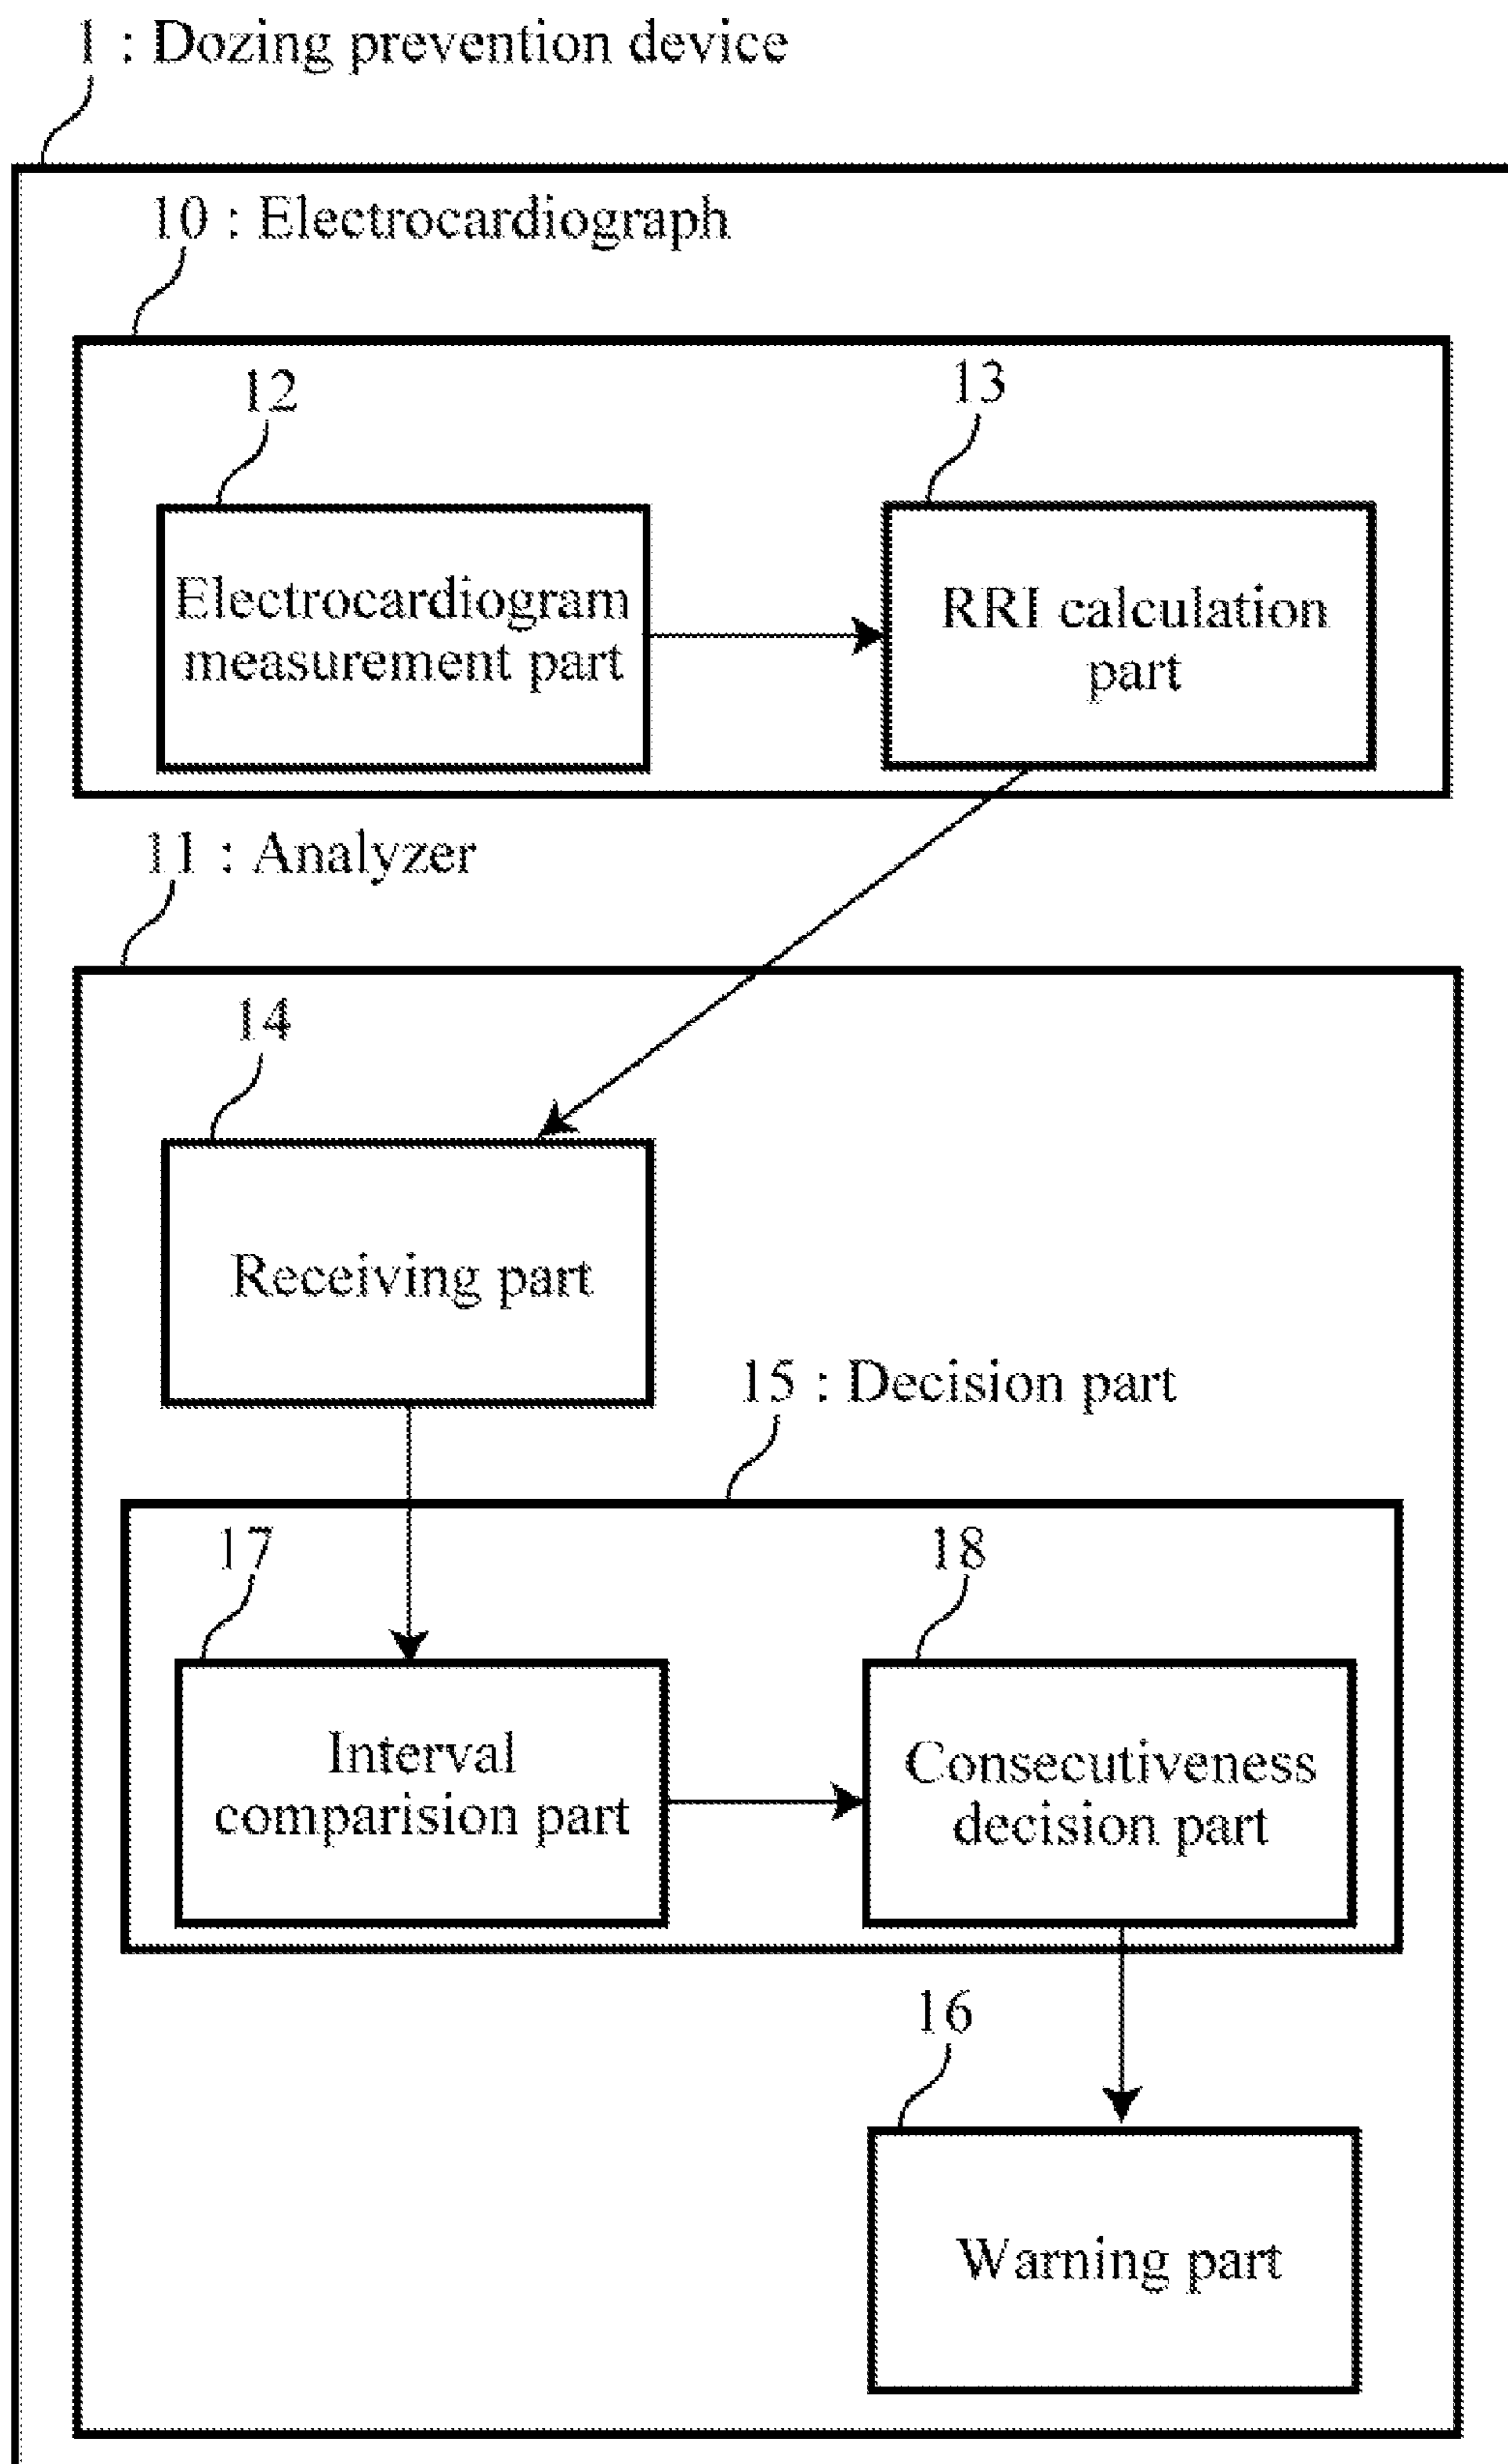 1 : Dozing prevention device
10 : Electrocardiograph
12
13
Electrocardiogram
measurement part
RRI calculation
part
11 : Analyzer
14
Receiving part
15 : Decision part
17
18
Interval
comparision part
Consecutiveness
decision part
16
Warning part